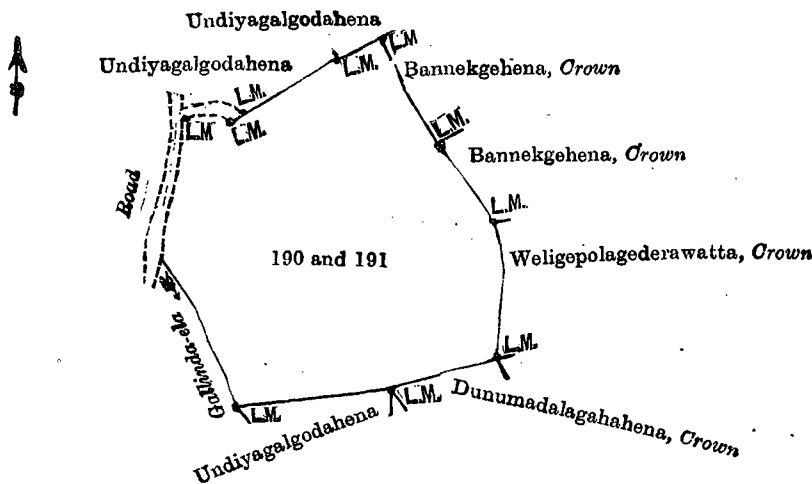 Undiyagalgodahena
L.M
Undiyagalgodahena
L.M.
Bannekgehena, Crown
L.M.
L.M
L.M.
L.M.
Bannekgehena, Crown
Road
L.M.
190 and 191
Weligepolagederawatta, Crown
Gallinda-ela
L.M.
L.M.
L.M.
Dunumadalagahahena, Crown
Undiyagalgodahena